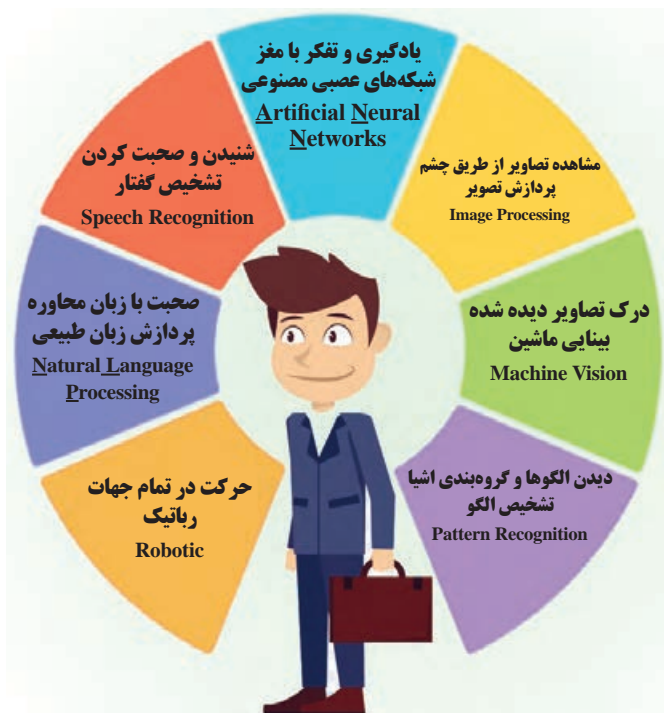 یادگیری و تفکر با مغز
شبکه‌های عصبی مصنوعی
Artificial Neural
Networks
مشاهده تصاویر از طریق چشم
پردازش تصویر
Image Processing
درک تصاویر دیده شده
بینایی ماشین
Machine Vision
دیدن الگوها و گروه‌بندی اشیا
تشخیص الگو
Pattern Recognition
شنیدن و صحبت کردن
تشخیص گفتار
Speech Recognition
صحبت با زبان محاوره
پردازش زبان طبیعی
Natural Language
Processing
حرکت در تمام جهات
رباتیک
Robotic